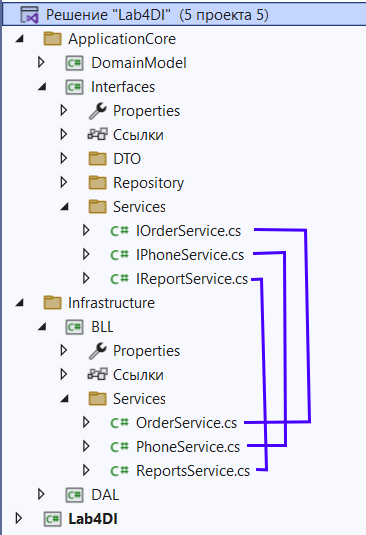 Решение "Lab4DI" (5 проекта 5)
ApplicationCore
DomainModel
Interfaces
Properties
Ссылки
DTO
Repository
Services
C# IOrderService.cs
C# IPhoneService.cs
C# IReportService.cs
Infrastructure
BLL
Properties
Ссылки
Services
C# OrderService.cs
C# PhoneService.cs
C# ReportsService.cs
DAL
Lab4DI